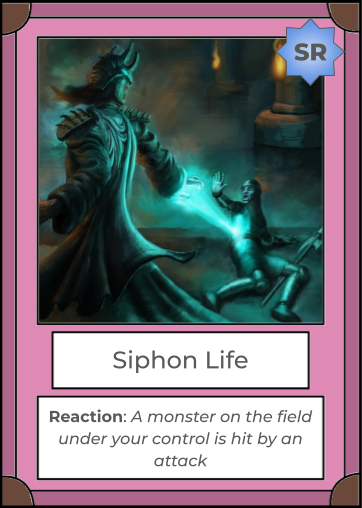 SR
Siphon Life
Reaction: A monster on the field
under your control is hit by an
attack